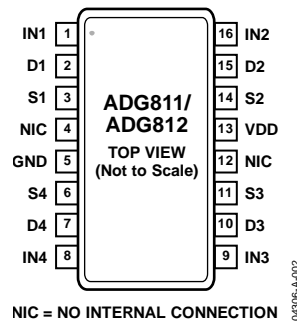 IN1 1 16 IN2
D1 2 15 D2
S1 3 14 S2
NIC 4 13 VDD
GND 5 12 NIC
S4 6 11 S3
D4 7 10 D3
IN4 8 9 IN3
ADG811/
ADG812
TOP VIEW
(Not to Scale)
NIC = NO INTERNAL CONNECTION
04306-A-002